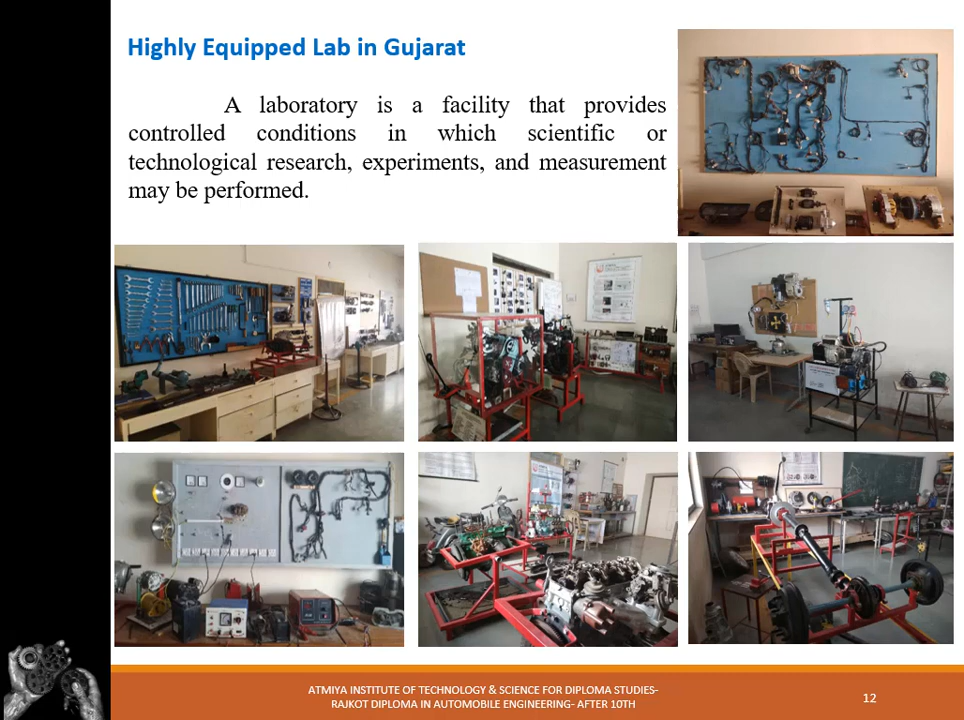 Highly Equipped Lab in Gujarat
A laboratory is a facility that provides
controlled conditions in which scientific or
technological research, experiments, and measurement
may be performed.
ATMIYA INSTITUTE OF TECHNOLOGY & SCIENCE FOR DIPLOMA STUDIES-
RAJKOT DIPLOMA IN AUTOMOBILE ENGINEERING- AFTER 10TH
12